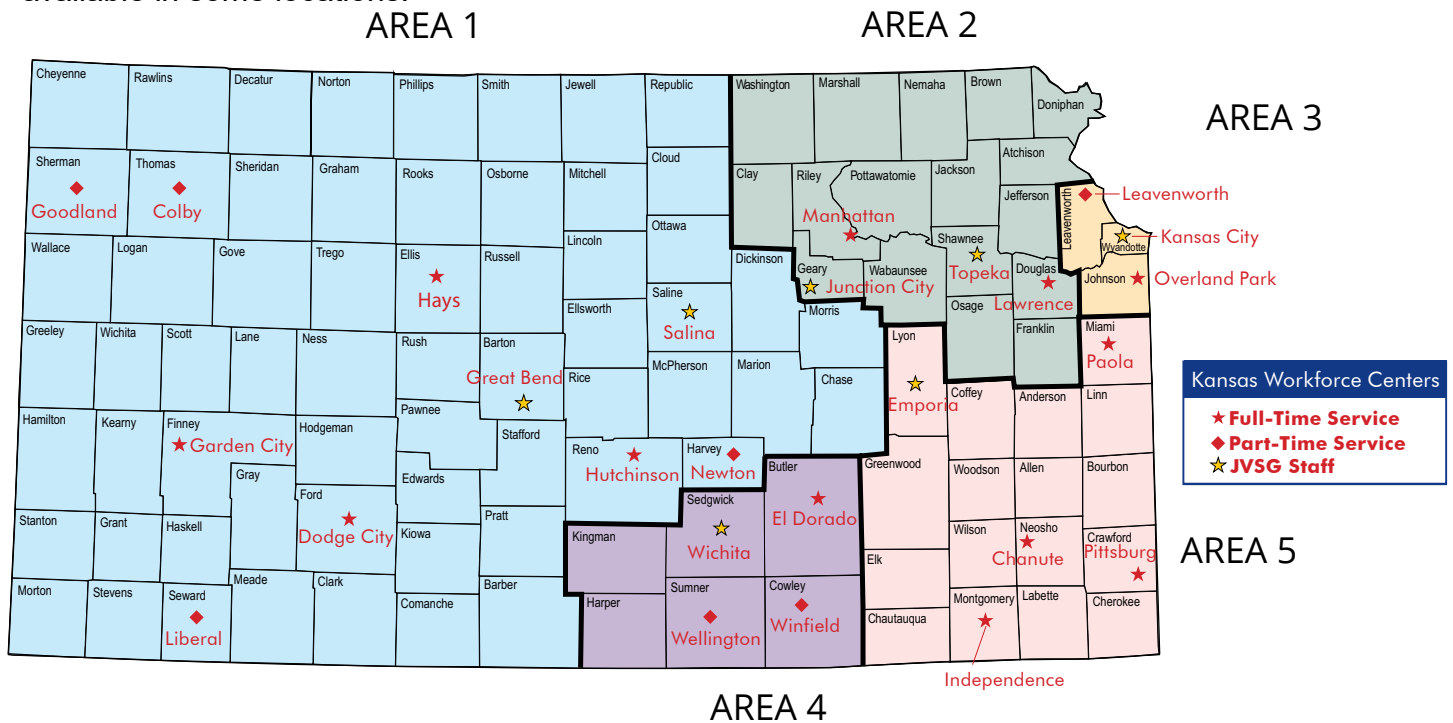 AREA 1
AREA 2
AREA 3
AREA 4
AREA 5
Cheyenne
Rawlins
Decatur
Norton
Phillips
Smith
Jewell
Republic
Washington
Marshall
Nemaha
Brown
Doniphan
Sherman
Goodland
Thomas
Colby
Sheridan
Graham
Rooks
Osborne
Mitchell
Cloud
Clay
Riley
Manhattan
Pottawatomie
Jackson
Atchison
Jefferson
Leavenworth
Leavenworth
Wyandotte
Kansas City
Wallace
Logan
Gove
Trego
Ellis
Hays
Russell
Lincoln
Ottawa
Dickinson
Geary
Junction City
Wabaunsee
Shawnee
Topeka
Douglas
Lawrence
Johnson
Overland Park
Saline
Salina
Ellsworth
Morris
Osage
Franklin
Miami
Paola
Greeley
Wichita
Scott
Lane
Ness
Rush
Barton
Great Bend
Rice
McPherson
Marion
Chase
Lyon
Emporia
Coffey
Anderson
Linn
Hamilton
Kearny
Finney
Garden City
Hodgeman
Pawnee
Stafford
Reno
Hutchinson
Harvey
Newton
Butler
El Dorado
Greenwood
Woodson
Allen
Bourbon
Gray
Ford
Dodge City
Edwards
Kiowa
Pratt
Kingman
Sedgwick
Wichita
Elk
Wilson
Neosho
Chanute
Crawford
Pittsburg
Stanton
Grant
Haskell
Morton
Stevens
Seward
Liberal
Meade
Clark
Comanche
Barber
Harper
Sumner
Wellington
Cowley
Winfield
Chautauqua
Montgomery
Independence
Labette
Cherokee
Kansas Workforce Centers
Full-Time Service
Part-Time Service
JVSG Staff